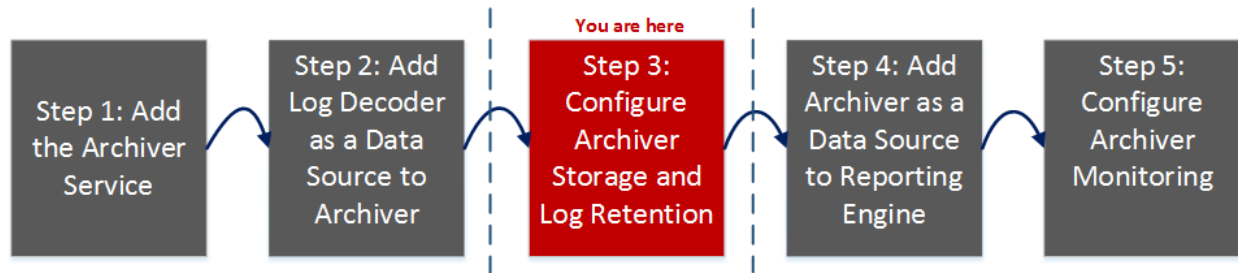 You are here
Step 1: Add
the Archiver
Service
Step 2: Add
Log Decoder
as a Data
Source to
Archiver
Step 3:
Configure
Archiver
Storage and
Log Retention
Step 4: Add
Archiver as a
Data Source
to Reporting
Engine
Step 5:
Configure
Archiver
Monitoring